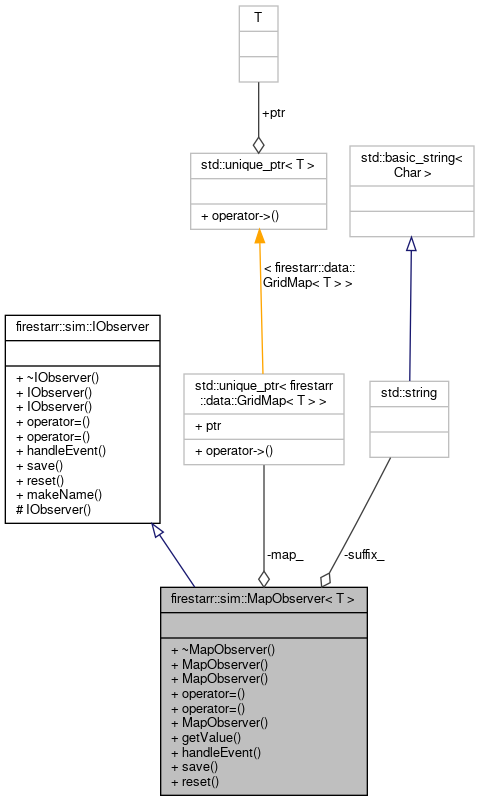 T
+ptr
std::unique_ptr< T >
+ operator->()
std::basic_string<
Char >
< firestarr::data::
GridMap< T > >
firestarr::sim::IObserver
+ ~IObserver()
+ IObserver()
+ IObserver()
+ operator=()
+ operator=()
+ handleEvent()
+ save()
+ reset()
+ makeName()
# IObserver()
std::unique_ptr< firestarr
::data::GridMap< T > >
+ ptr
+ operator->()
std::string
-map_
-suffix_
firestarr::sim::MapObserver< T >
+ ~MapObserver()
+ MapObserver()
+ MapObserver()
+ operator=()
+ operator=()
+ MapObserver()
+ getValue()
+ handleEvent()
+ save()
+ reset()